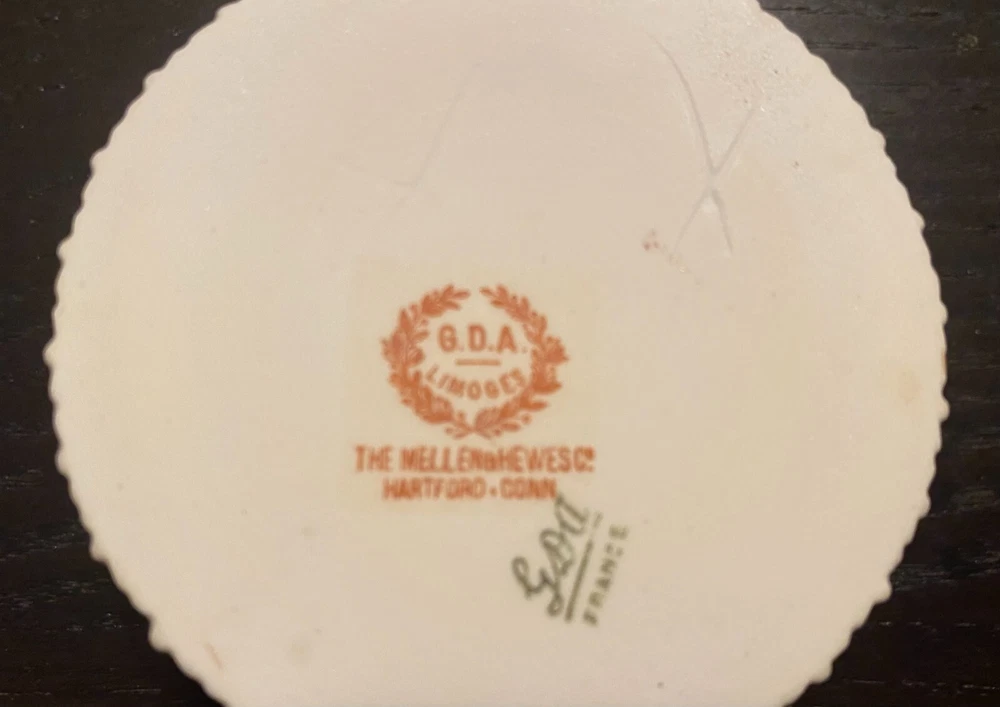 G.D.A.
LIMOGES
THE MELLEN & HEWES Co
HARTFORD · CONN
GDA
FRANCE